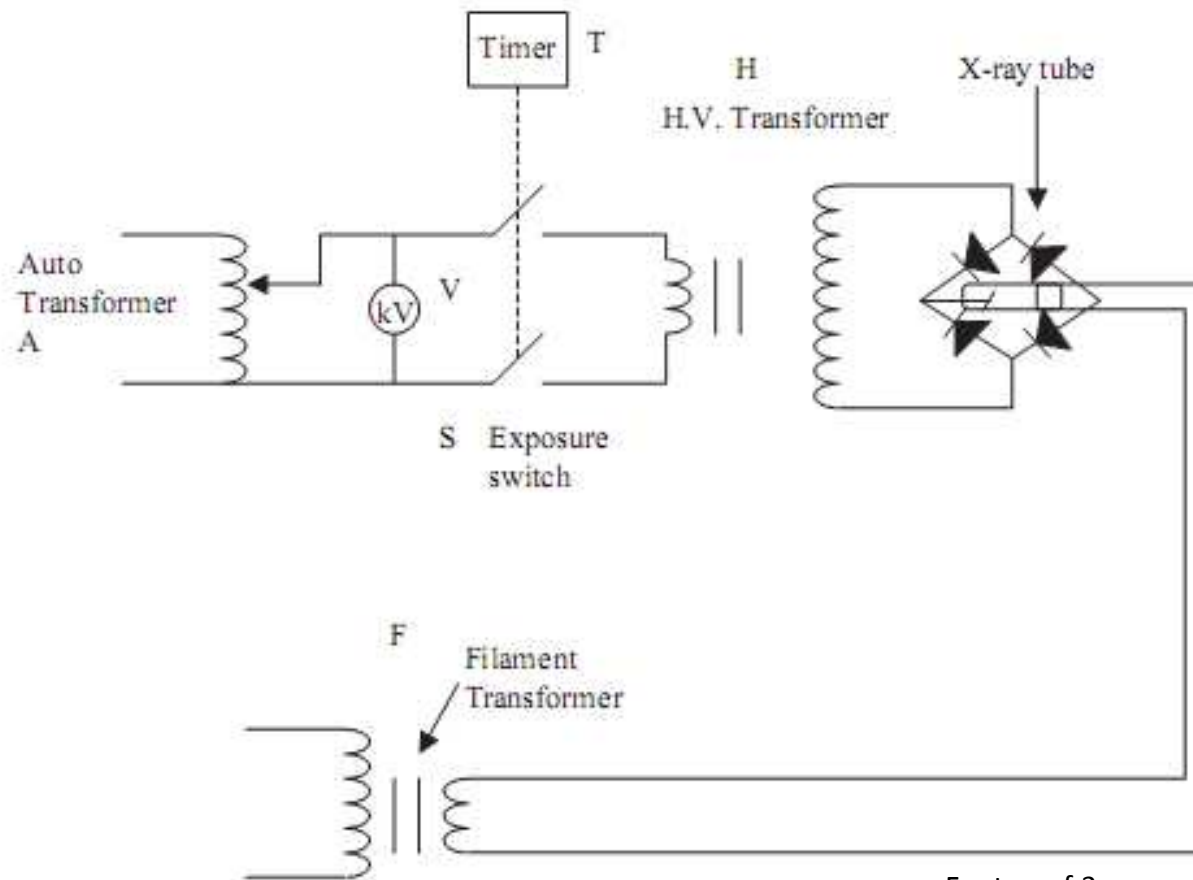 Timer
T
H
H.V. Transformer
X-ray tube
Auto
Transformer
A
kV
V
S Exposure
switch
F
Filament
Transformer